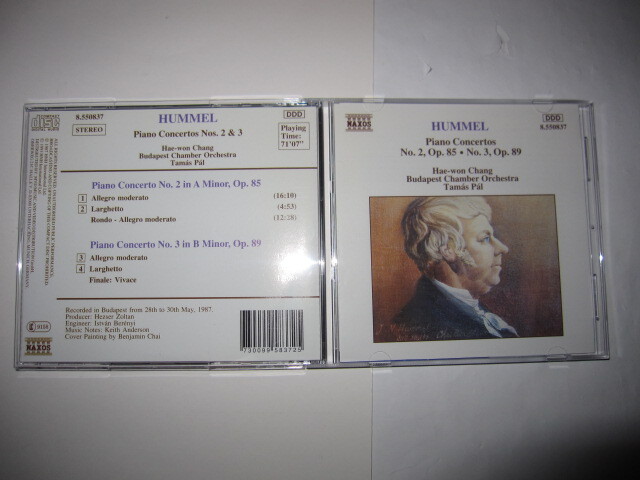 8.550837
STEREO
HUMMEL
DDD
Piano Concertos Nos. 2 & 3
Playing
Time:
71'07"
Hae-won Chang
Budapest Chamber Orchestra
Tamás Pál
Piano Concerto No. 2 in A Minor, Op. 85
1 Allegro moderato (16:10)
2 Larghetto (4:53)
Rondo - Allegro moderato
Piano Concerto No. 3 in B Minor, Op. 89
3 Allegro moderato
4 Larghetto
Finale: Vivace
Recorded in Budapest from 28th to 30th May, 1987.
Producer: Hezser Zoltan
Engineer: István Berényi
Music Notes: Keith Anderson
Cover Painting by Benjamin Chai
NAXOS
730099 583725
NAXOS
HUMMEL
DDD
8.550837
Piano Concertos
No. 2, Op. 85 • No. 3, Op. 89
Hae-won Chang
Budapest Chamber Orchestra
Tamás Pál